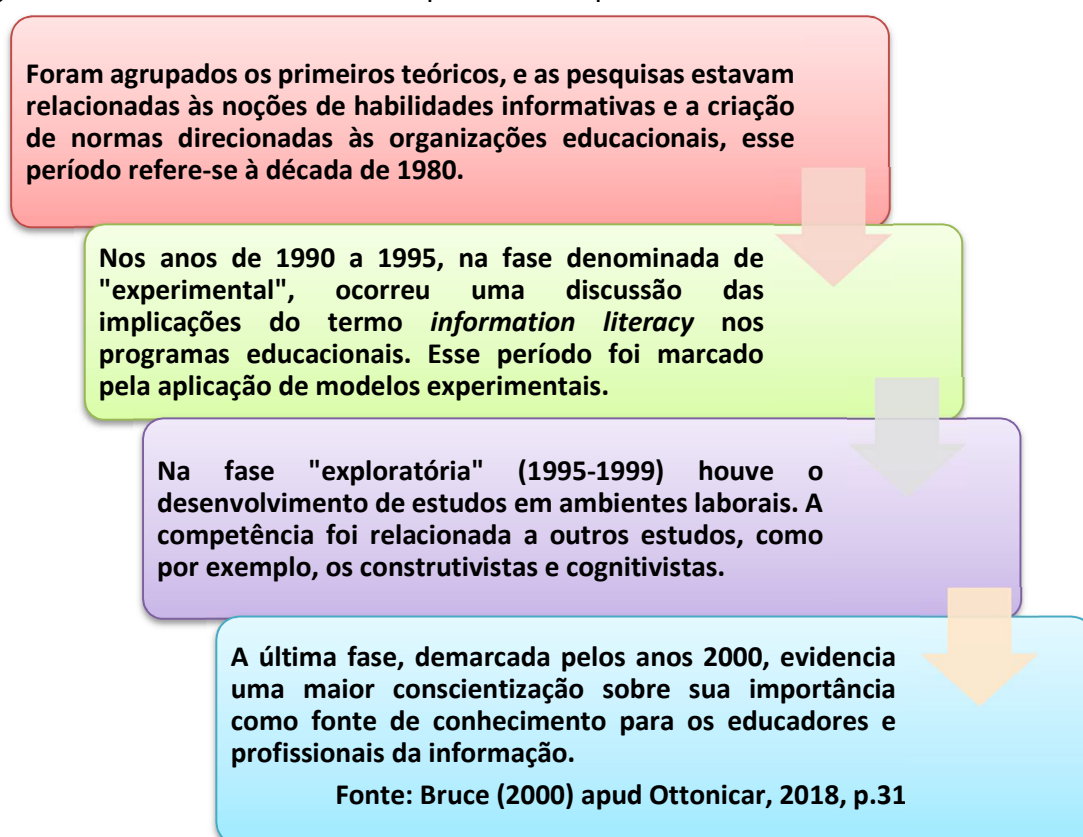 Foram agrupados os primeiros teóricos, e as pesquisas estavam
relacionadas às noções de habilidades informativas e a criação
de normas direcionadas às organizações educacionais, esse
período refere-se à década de 1980.
Nos anos de 1990 a 1995, na fase denominada de
"experimental", ocorreu uma discussão das
implicações do termo information literacy nos
programas educacionais. Esse período foi marcado
pela aplicação de modelos experimentais.
Na fase "exploratória" (1995-1999) houve o
desenvolvimento de estudos em ambientes laborais. A
competência foi relacionada a outros estudos, como
por exemplo, os construtivistas e cognitivistas.
A última fase, demarcada pelos anos 2000, evidencia
uma maior conscientização sobre sua importância
como fonte de conhecimento para os educadores e
profissionais da informação.
Fonte: Bruce (2000) apud Ottonicar, 2018, p.31